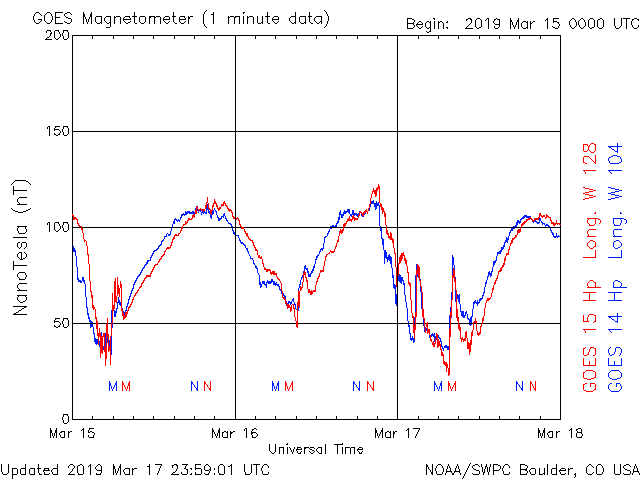 GOES Magnetometer (1 minute data)
Begin: 2019 Mar 15 0000 UTC
200
150
100
50
0
NanoTesla (nT)
M M N N M M N N M M N N
Mar 15 Mar 16 Mar 17 Mar 18
Universal Time
GOES 15 Hp Long. W 128
GOES 14 Hp Long. W 104
Updated 2019 Mar 17 23:59:01 UTC
NOAA/SWPC Boulder, CO USA